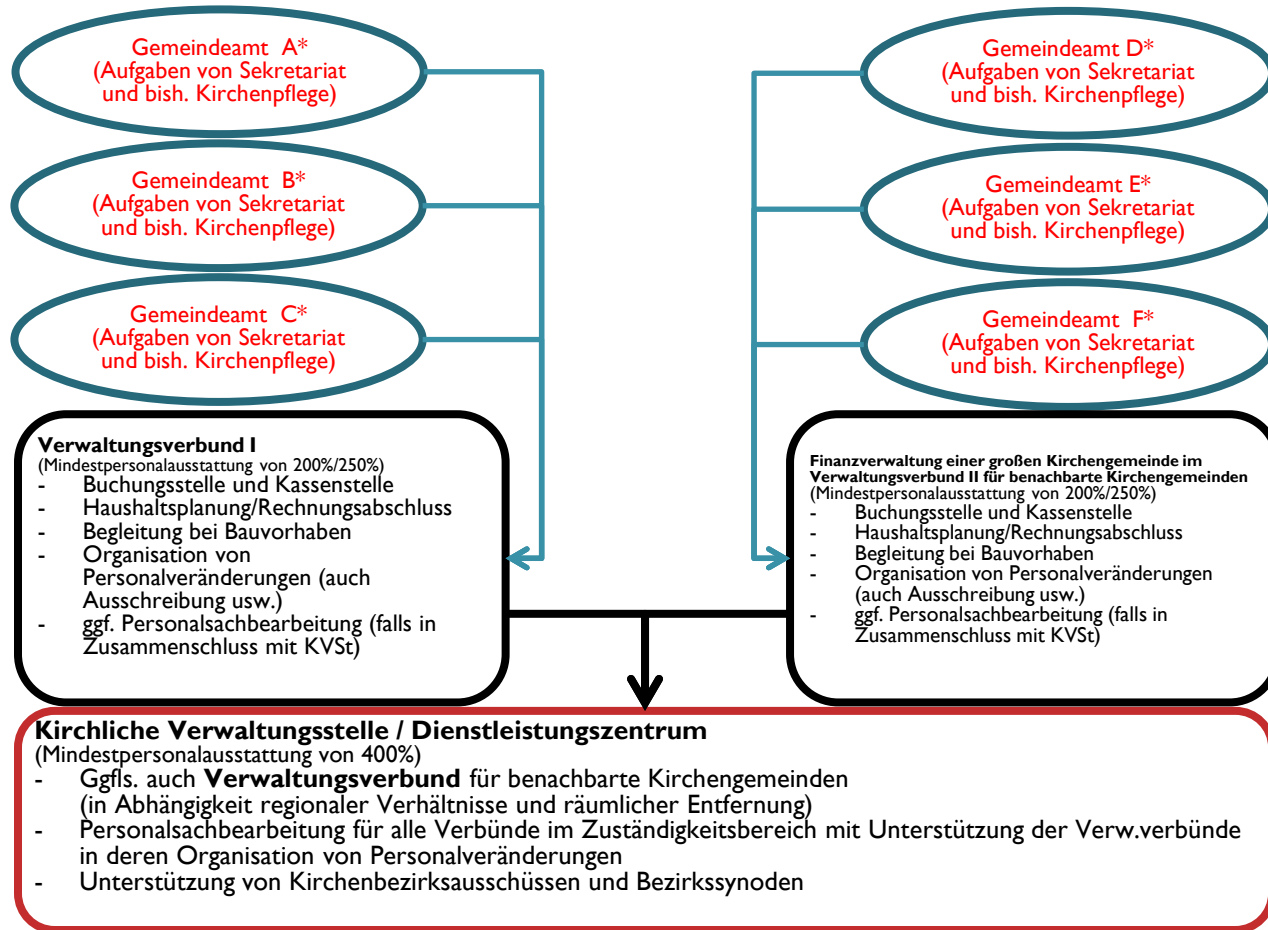 Gemeindeamt A*
(Aufgaben von Sekretariat
und bish. Kirchenpflege)
Gemeindeamt B*
(Aufgaben von Sekretariat
und bish. Kirchenpflege)
Gemeindeamt C*
(Aufgaben von Sekretariat
und bish. Kirchenpflege)
Gemeindeamt D*
(Aufgaben von Sekretariat
und bish. Kirchenpflege)
Gemeindeamt E*
(Aufgaben von Sekretariat
und bish. Kirchenpflege)
Gemeindeamt F*
(Aufgaben von Sekretariat
und bish. Kirchenpflege)
Verwaltungsverbund I
(Mindestpersonalausstattung von 200%/250%)
- Buchungsstelle und Kassenstelle
- Haushaltsplanung/Rechnungsabschluss
- Begleitung bei Bauvorhaben
- Organisation von
Personalveränderungen (auch
Ausschreibung usw.)
- ggf. Personalsachbearbeitung (falls in
Zusammenschluss mit KVSt)
Finanzverwaltung einer großen Kirchengemeinde im
Verwaltungsverbund II für benachbarte Kirchengemeinden
(Mindestpersonalausstattung von 200%/250%)
- Buchungsstelle und Kassenstelle
- Haushaltsplanung/Rechnungsabschluss
- Begleitung bei Bauvorhaben
- Organisation von Personalveränderungen
(auch Ausschreibung usw.)
- ggf. Personalsachbearbeitung (falls in
Zusammenschluss mit KVSt)
Kirchliche Verwaltungsstelle / Dienstleistungszentrum
(Mindestpersonalausstattung von 400%)
- Ggfls. auch Verwaltungsverbund für benachbarte Kirchengemeinden
(in Abhängigkeit regionaler Verhältnisse und räumlicher Entfernung)
- Personalsachbearbeitung für alle Verbünde im Zuständigkeitsbereich mit Unterstützung der Verw.verbünde
in deren Organisation von Personalveränderungen
- Unterstützung von Kirchenbezirksausschüssen und Bezirkssynoden